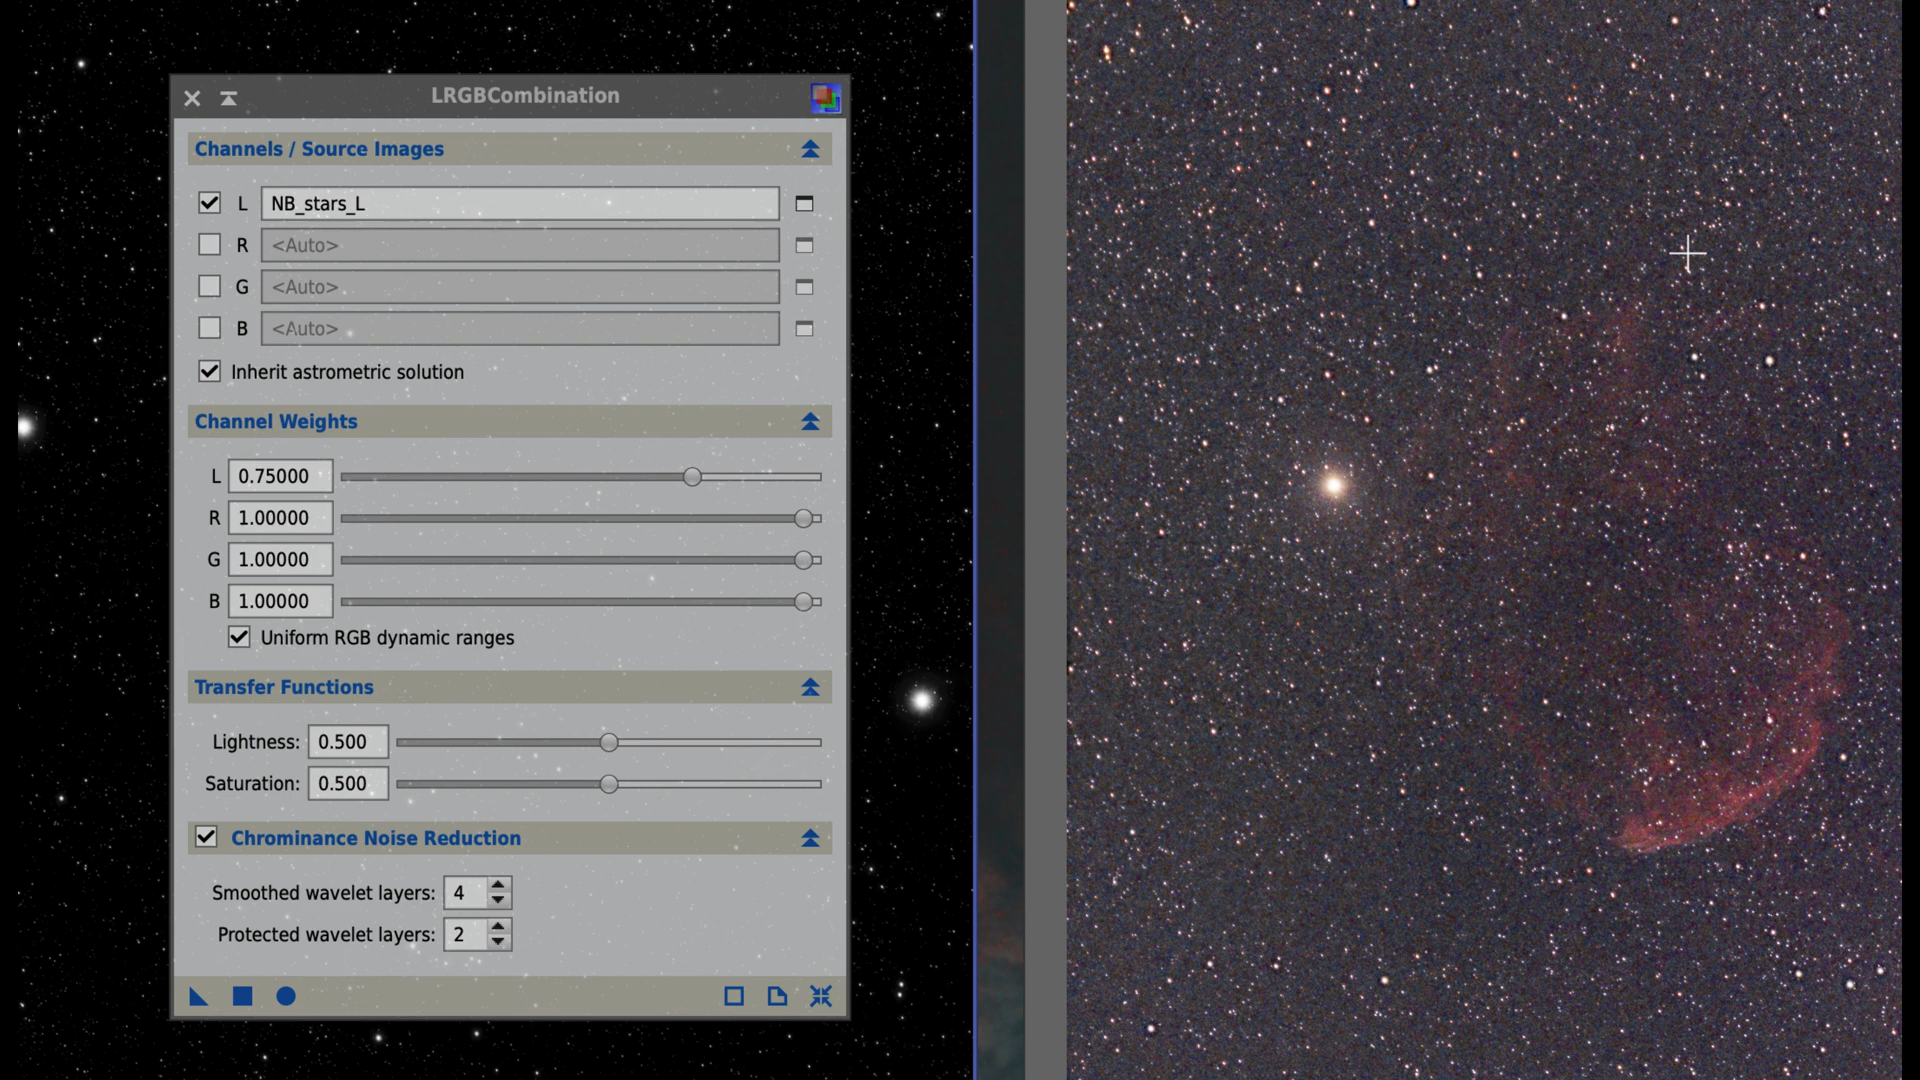 LRGBCombination
Channels / Source Images
L NB_stars_L
R <Auto>
G <Auto>
B <Auto>
Inherit astrometric solution
Channel Weights
L 0.75000
R 1.00000
G 1.00000
B 1.00000
Uniform RGB dynamic ranges
Transfer Functions
Lightness: 0.500
Saturation: 0.500
Chrominance Noise Reduction
Smoothed wavelet layers: 4
Protected wavelet layers: 2